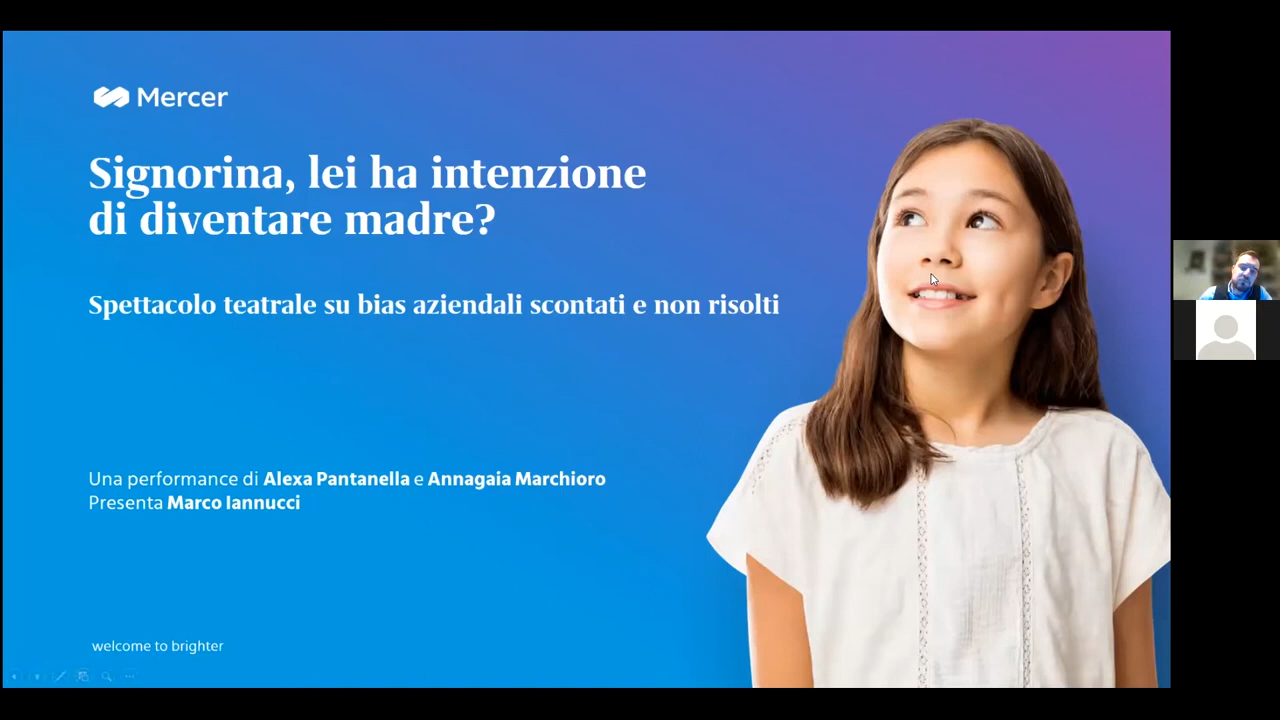 Mercer
Signorina, lei ha intenzione
di diventare madre?
Spettacolo teatrale su bias aziendali scontati e non risolti
Una performance di Alexa Pantanella e Annagaia Marchioro
Presenta Marco Iannucci
welcome to brighter